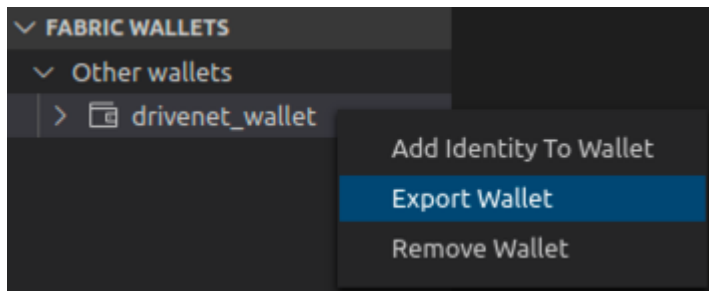 FABRIC WALLETS
Other wallets
drivenet_wallet
Add Identity To Wallet
Export Wallet
Remove Wallet